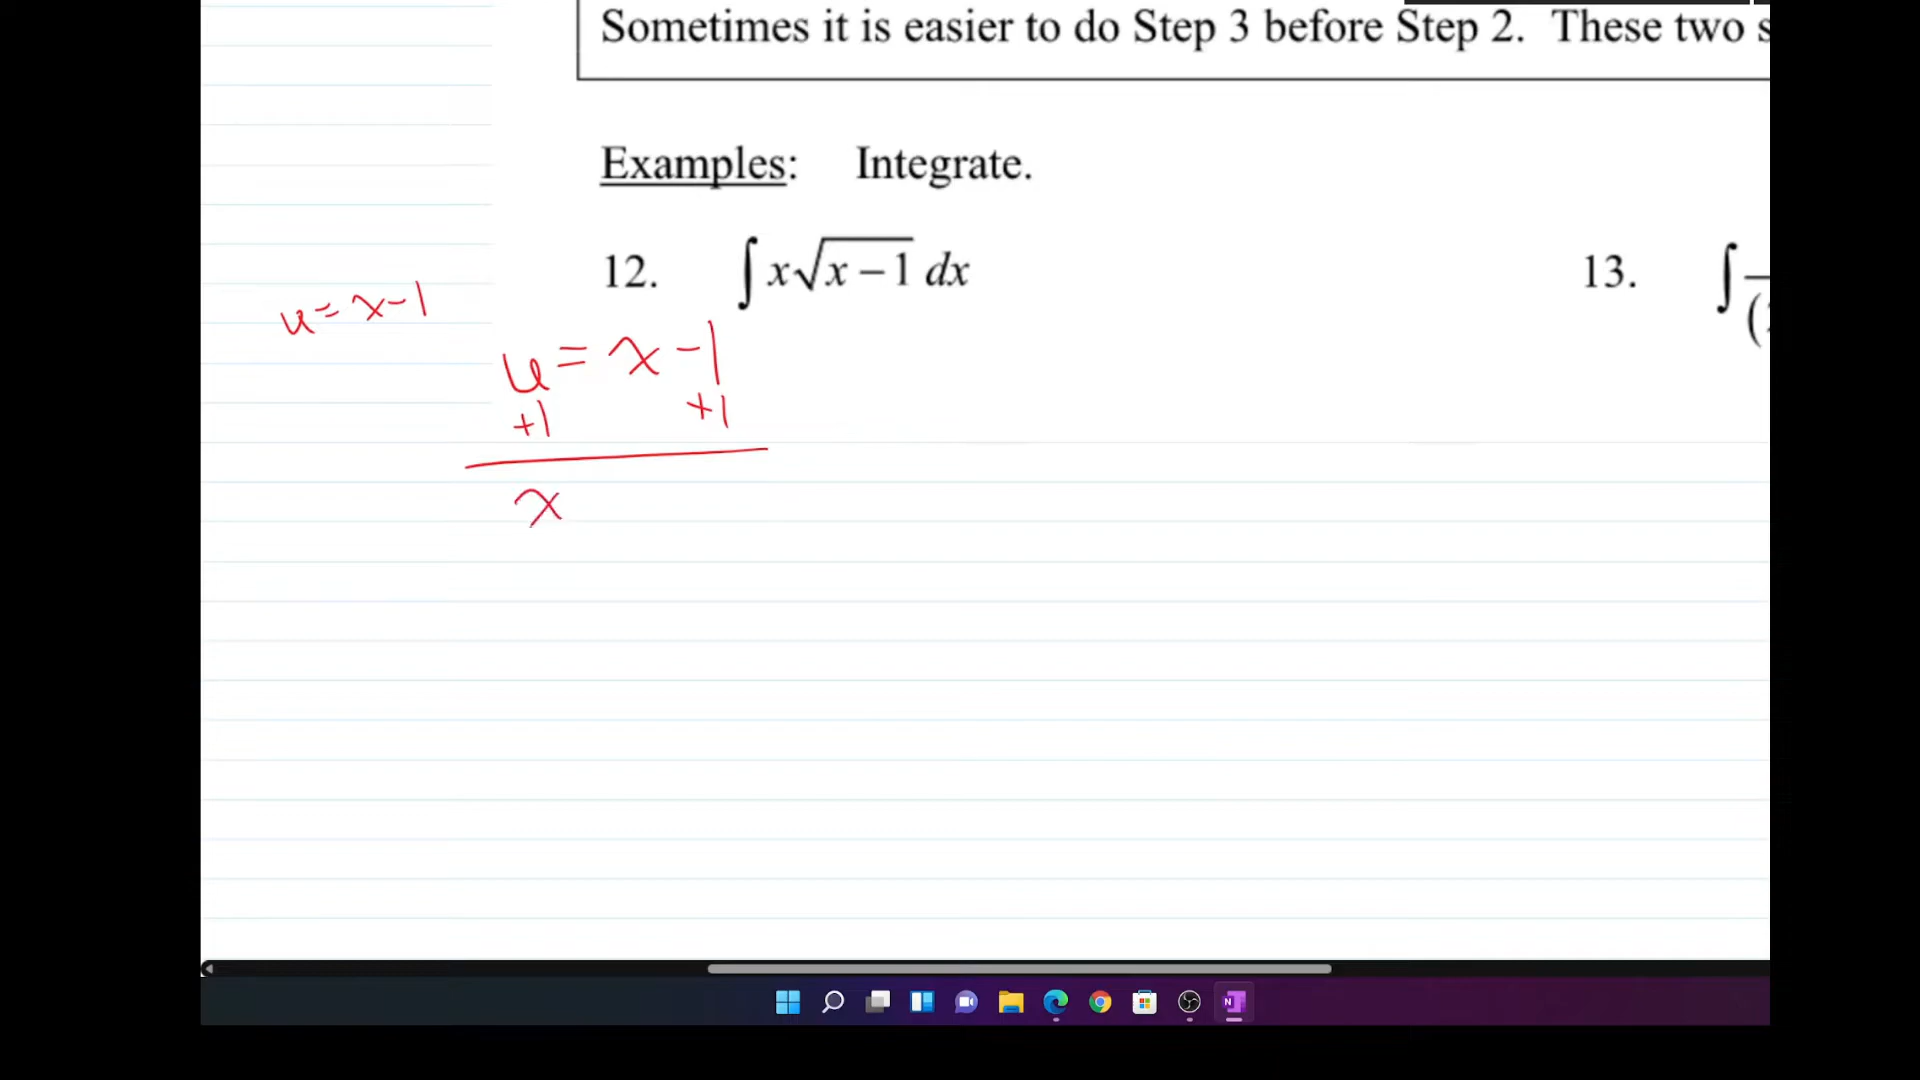 Sometimes it is easier to do Step 3 before Step 2. These two s
Examples: Integrate.
12. ∫ x√(x − 1) dx
13. ∫ (
u = x - 1
u = x - 1
+1 +1
x